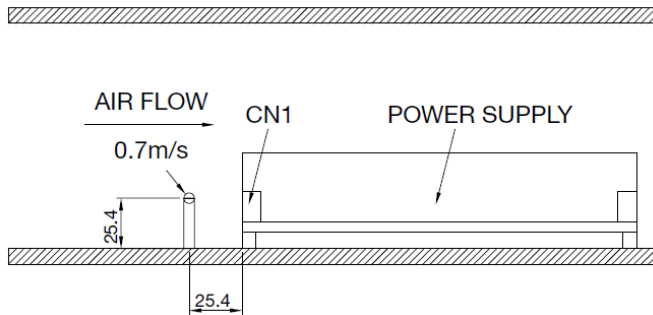 AIR FLOW
CN1
POWER SUPPLY
0.7m/s
25.4
25.4